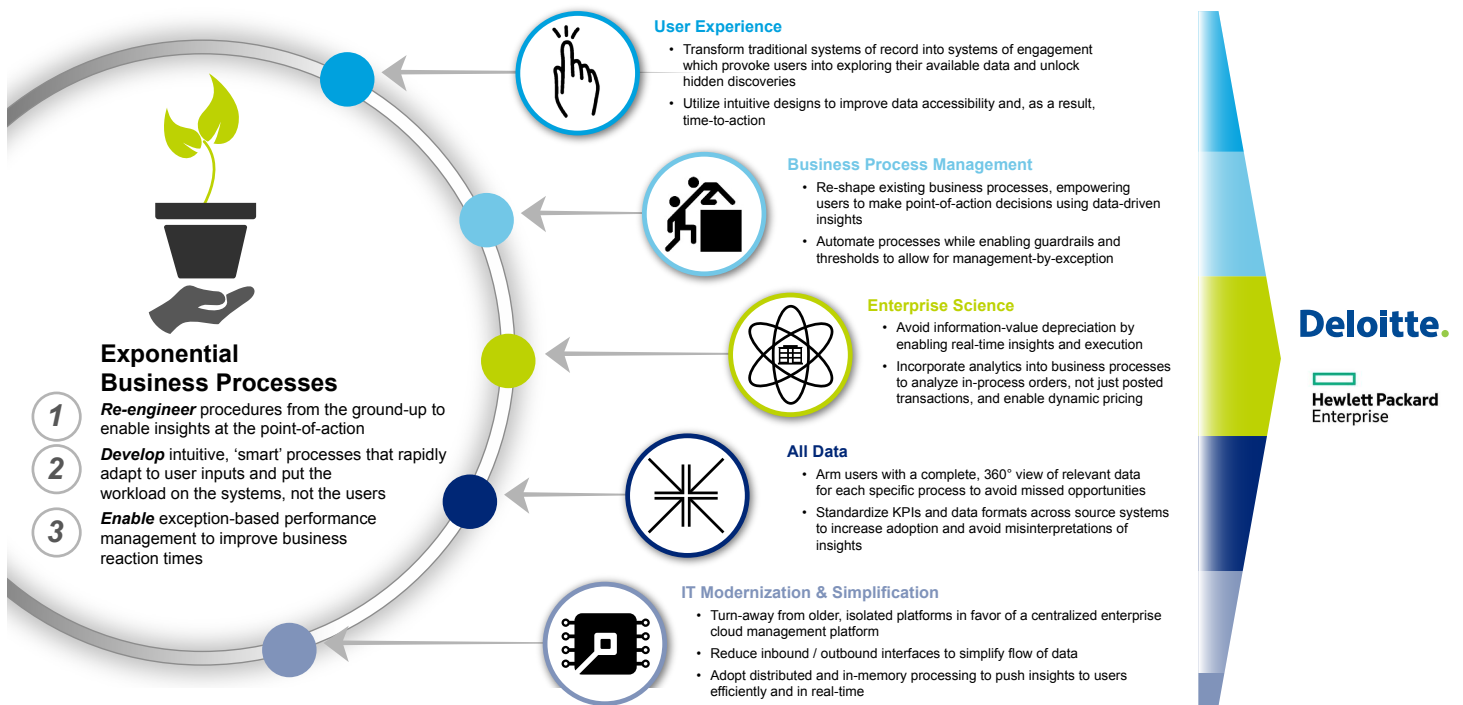 Exponential
Business Processes
1
Re-engineer procedures from the ground-up to
enable insights at the point-of-action
2
Develop intuitive, ‘smart’ processes that rapidly
adapt to user inputs and put the
workload on the systems, not the users
3
Enable exception-based performance
management to improve business
reaction times
User Experience
• Transform traditional systems of record into systems of engagement
which provoke users into exploring their available data and unlock
hidden discoveries
• Utilize intuitive designs to improve data accessibility and, as a result,
time-to-action
Business Process Management
• Re-shape existing business processes, empowering
users to make point-of-action decisions using data-driven
insights
• Automate processes while enabling guardrails and
thresholds to allow for management-by-exception
Enterprise Science
• Avoid information-value depreciation by
enabling real-time insights and execution
• Incorporate analytics into business processes
to analyze in-process orders, not just posted
transactions, and enable dynamic pricing
All Data
• Arm users with a complete, 360° view of relevant data
for each specific process to avoid missed opportunities
• Standardize KPIs and data formats across source systems
to increase adoption and avoid misinterpretations of
insights
IT Modernization & Simplification
• Turn-away from older, isolated platforms in favor of a centralized enterprise
cloud management platform
• Reduce inbound / outbound interfaces to simplify flow of data
• Adopt distributed and in-memory processing to push insights to users
efficiently and in real-time
Deloitte.
Hewlett Packard
Enterprise